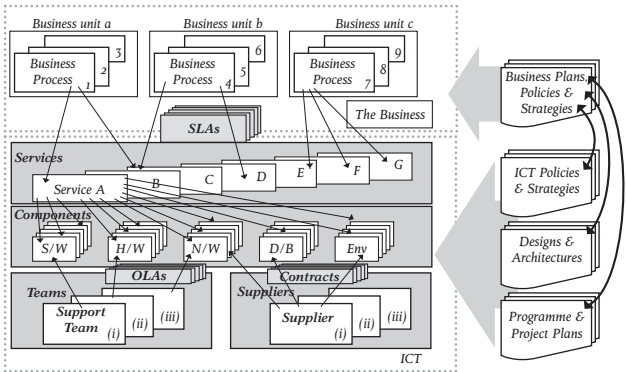 Business unit a
Business unit b
Business unit c
3
2
Business
Process
1
6
5
Business
Process
4
9
8
Business
Process
7
Business Plans,
Policies &
Strategies
The Business
SLAs
Services
Service A
B
C
D
E
F
G
ICT Policies
& Strategies
Components
S/W
H/W
N/W
D/B
Env
Designs &
Architectures
OLAs
Contracts
Teams
Suppliers
Support
Team
(i)
(ii)
(iii)
Supplier
(i)
(ii)
(iii)
Programme &
Project Plans
ICT